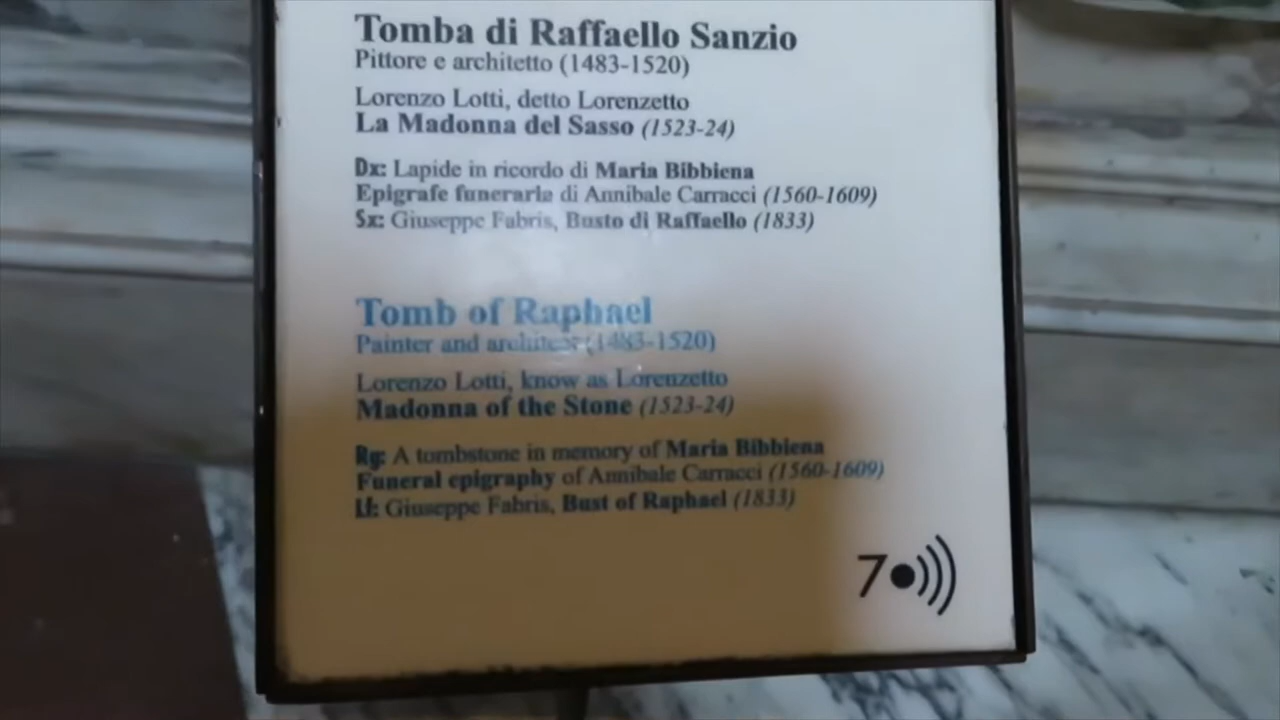 Tomba di Raffaello Sanzio
Pittore e architetto (1483-1520)
Lorenzo Lotti, detto Lorenzetto
La Madonna del Sasso (1523-24)
Dx: Lapide in ricordo di Maria Bibbiena
Epigrafe funeraria di Annibale Carracci (1560-1609)
Sx: Giuseppe Fabris, Busto di Raffaello (1833)
Tomb of Raphael
Painter and architect (1483-1520)
Lorenzo Lotti, know as Lorenzetto
Madonna of the Stone (1523-24)
Rg: A tombstone in memory of Maria Bibbiena
Funeral epigraphy of Annibale Carracci (1560-1609)
Lf: Giuseppe Fabris, Bust of Raphael (1833)
7